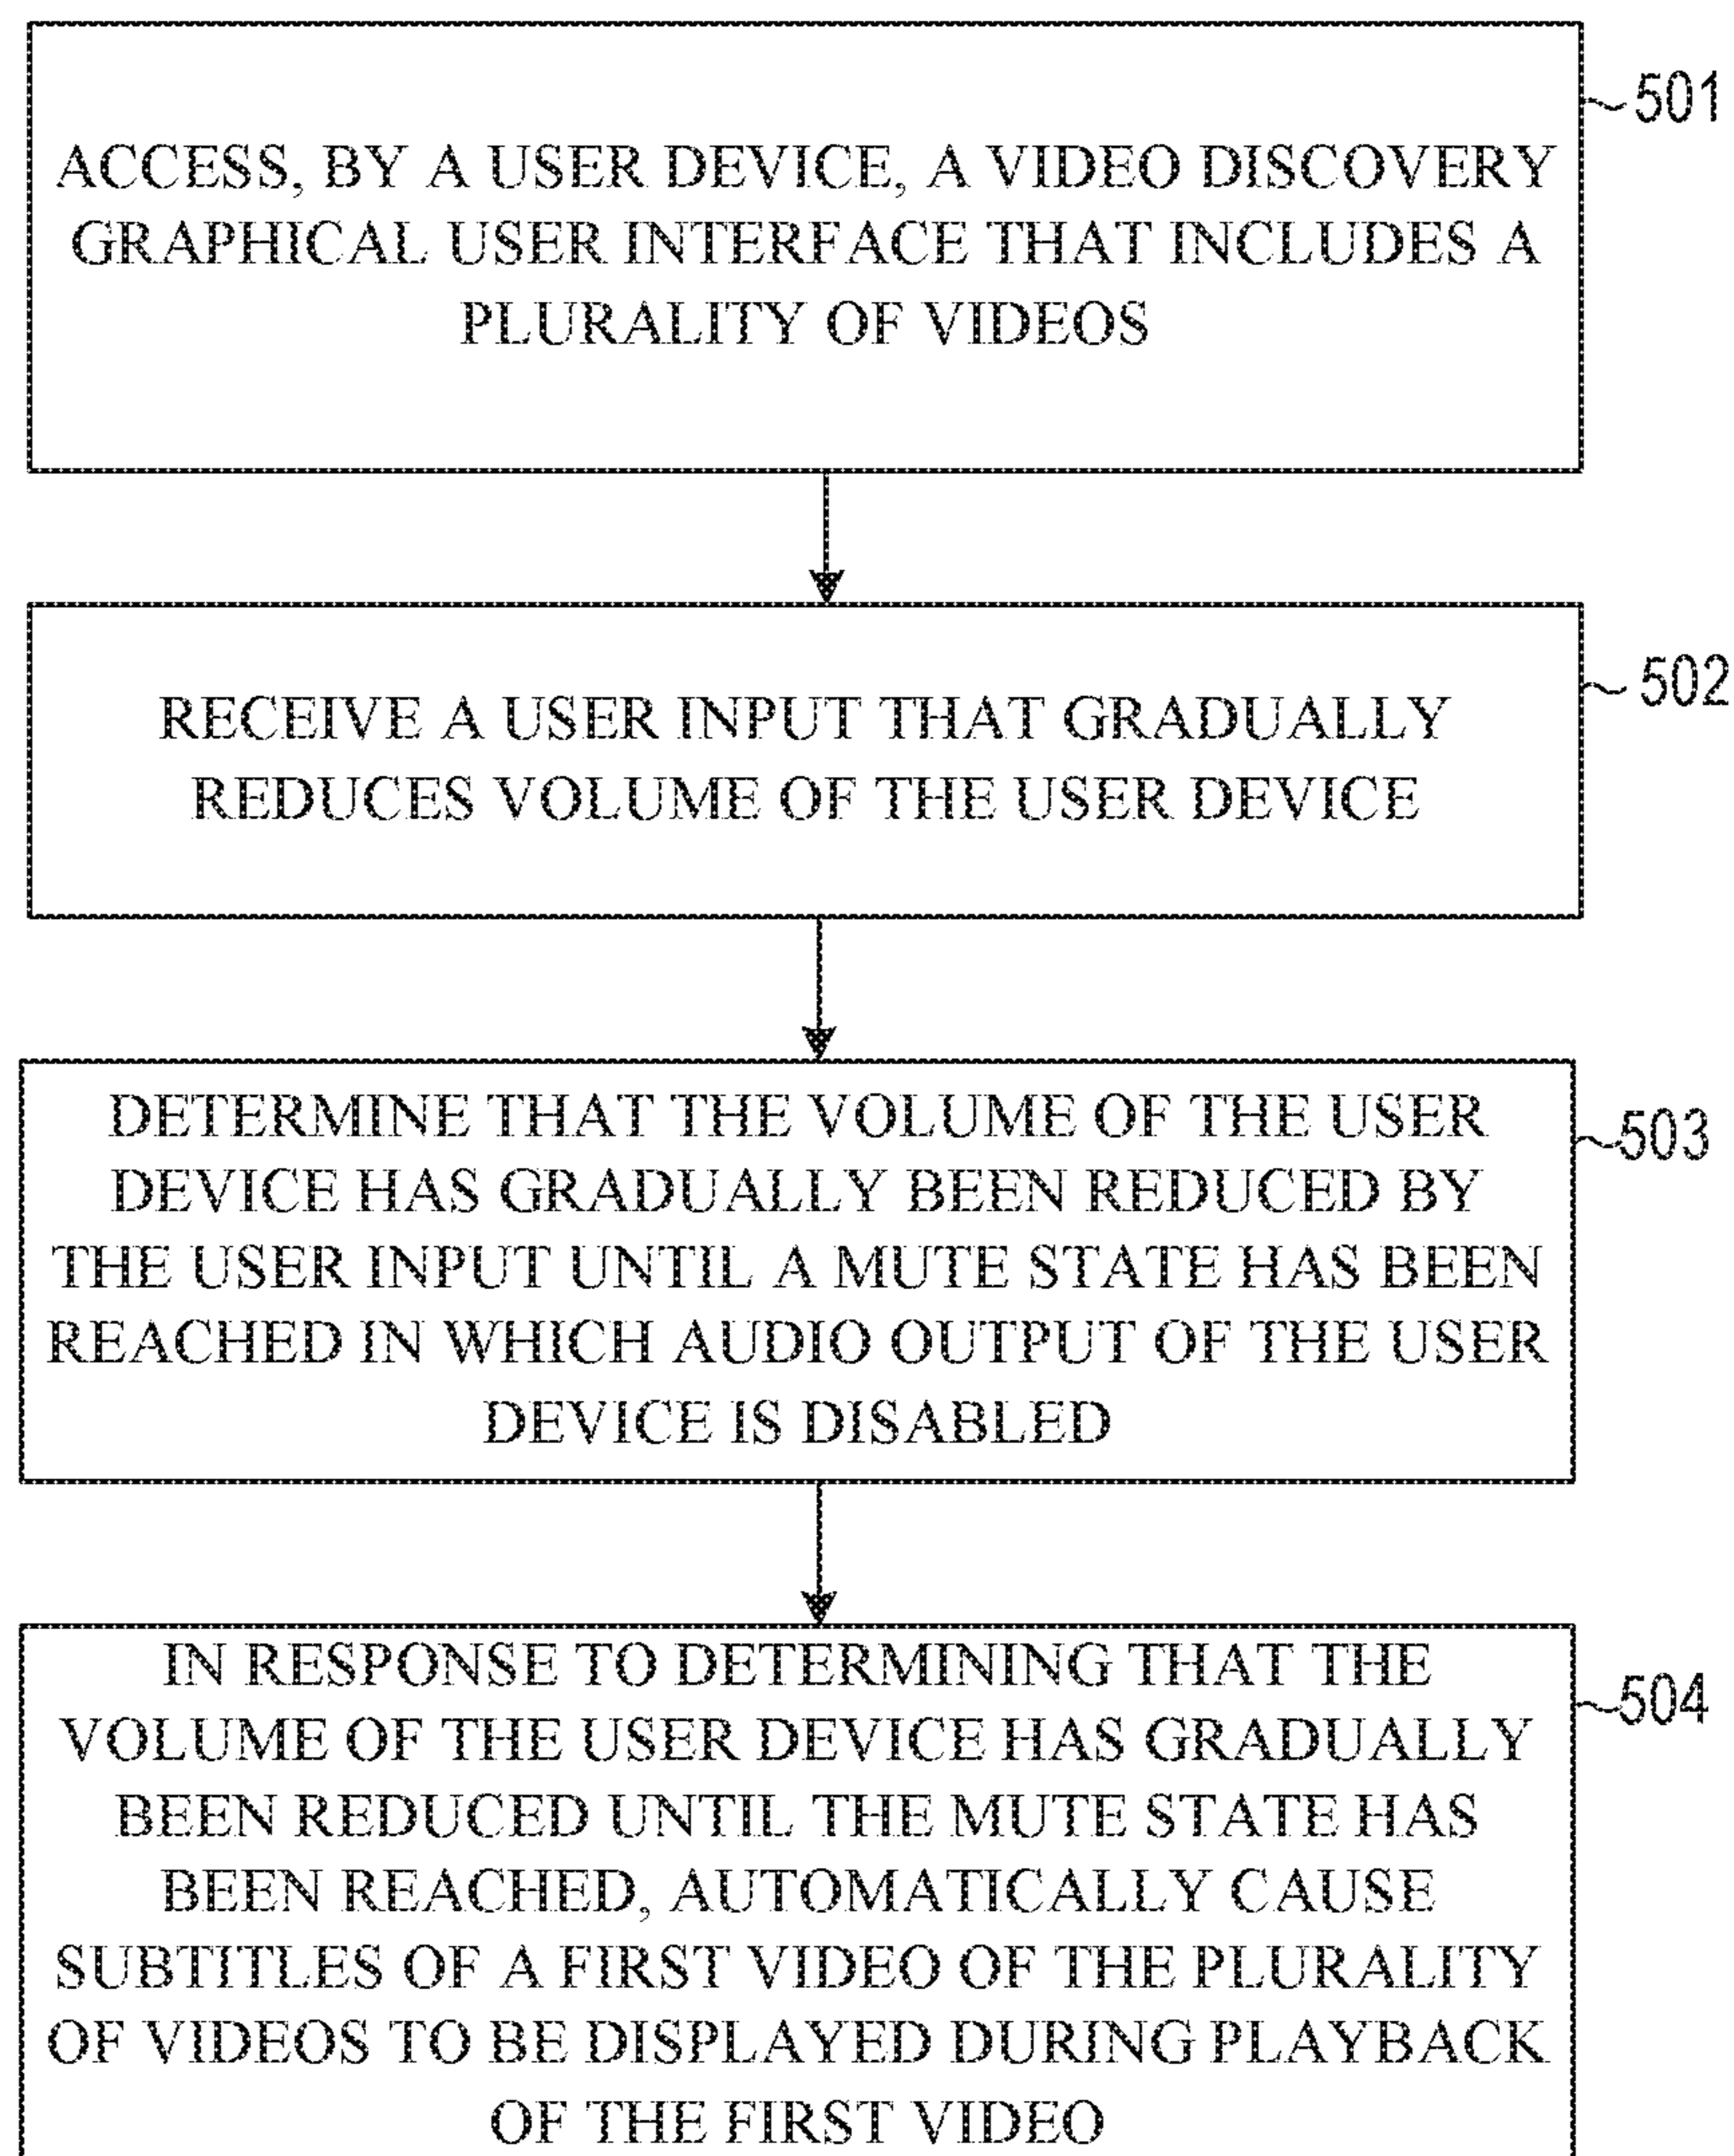 501
ACCESS, BY A USER DEVICE, A VIDEO DISCOVERY
GRAPHICAL USER INTERFACE THAT INCLUDES A
PLURALITY OF VIDEOS
502
RECEIVE A USER INPUT THAT GRADUALLY
REDUCES VOLUME OF THE USER DEVICE
503
DETERMINE THAT THE VOLUME OF THE USER
DEVICE HAS GRADUALLY BEEN REDUCED BY
THE USER INPUT UNTIL A MUTE STATE HAS BEEN
REACHED IN WHICH AUDIO OUTPUT OF THE USER
DEVICE IS DISABLED
504
IN RESPONSE TO DETERMINING THAT THE
VOLUME OF THE USER DEVICE HAS GRADUALLY
BEEN REDUCED UNTIL THE MUTE STATE HAS
BEEN REACHED, AUTOMATICALLY CAUSE
SUBTITLES OF A FIRST VIDEO OF THE PLURALITY
OF VIDEOS TO BE DISPLAYED DURING PLAYBACK
OF THE FIRST VIDEO